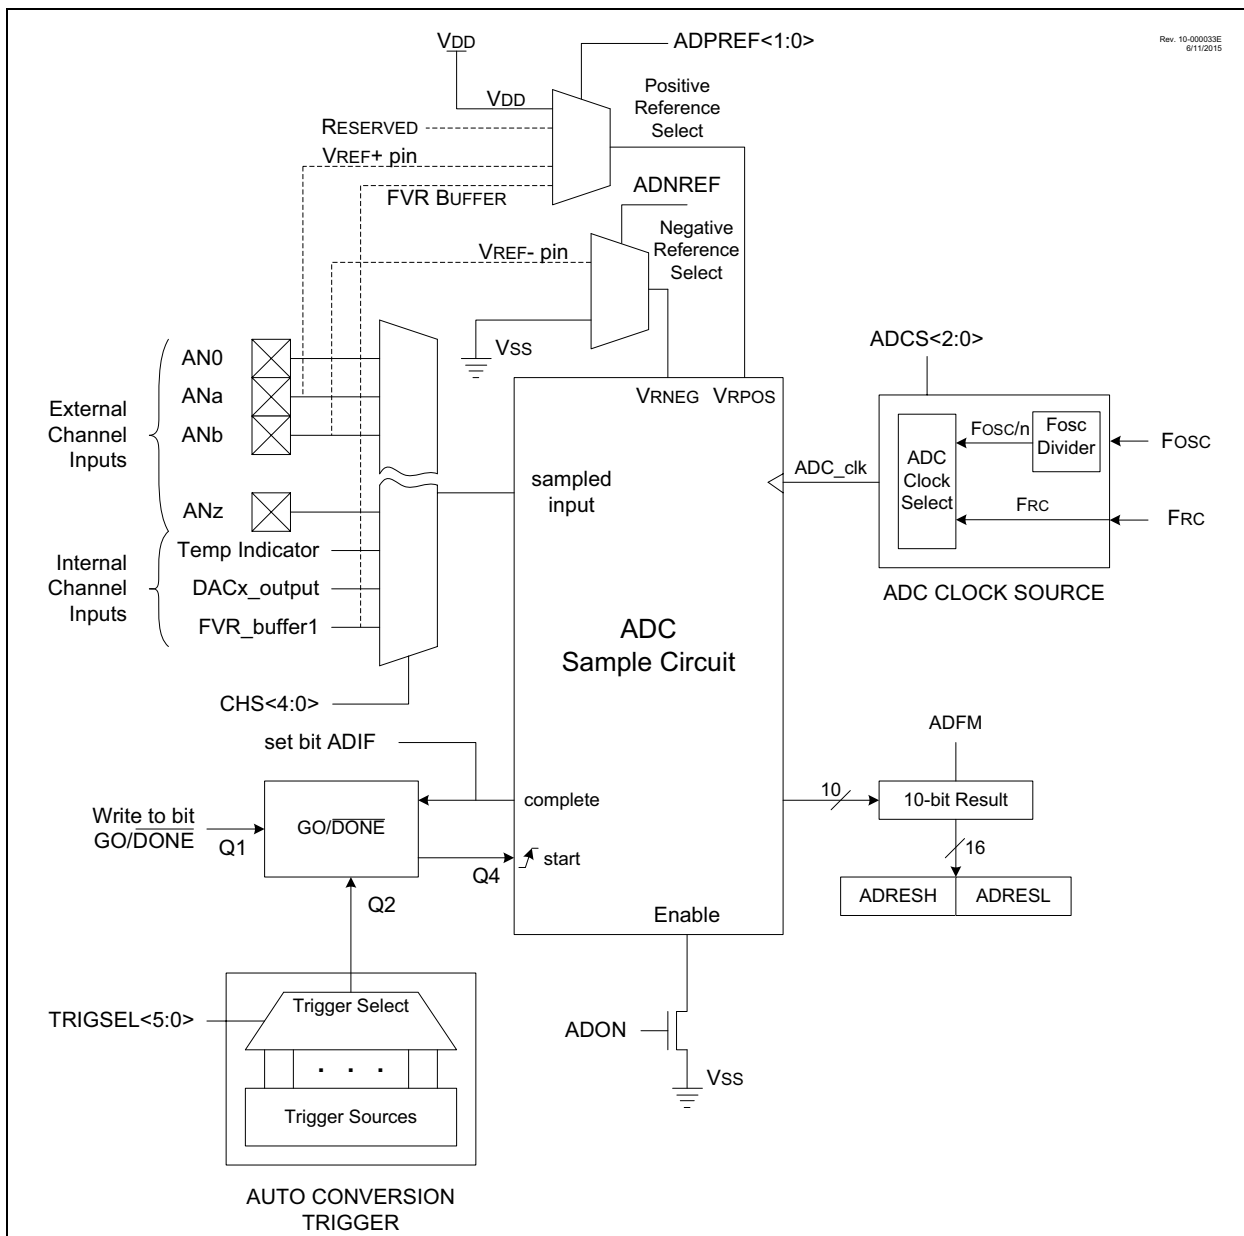 Rev. 10-000033E
6/11/2015
VDD
ADPREF<1:0>
VDD
Positive
Reference
Select
RESERVED
VREF+ pin
FVR BUFFER
ADNREF
VREF- pin
Negative
Reference
Select
VSS
External
Channel
Inputs
AN0
ANa
ANb
ANz
Internal
Channel
Inputs
Temp Indicator
DACx_output
FVR_buffer1
CHS<4:0>
VRNEG VRPOS
sampled
input
ADC_clk
ADC
Sample Circuit
ADCS<2:0>
ADC
Clock
Select
FOSC/n
Fosc
Divider
FOSC
FRC
FRC
ADC CLOCK SOURCE
set bit ADIF
complete
Write to bit
GO/DONE
Q1
GO/DONE
Q4
start
Q2
Enable
ADFM
10
10-bit Result
16
ADRESH
ADRESL
TRIGSEL<5:0>
Trigger Select
. . .
Trigger Sources
AUTO CONVERSION
TRIGGER
ADON
VSS